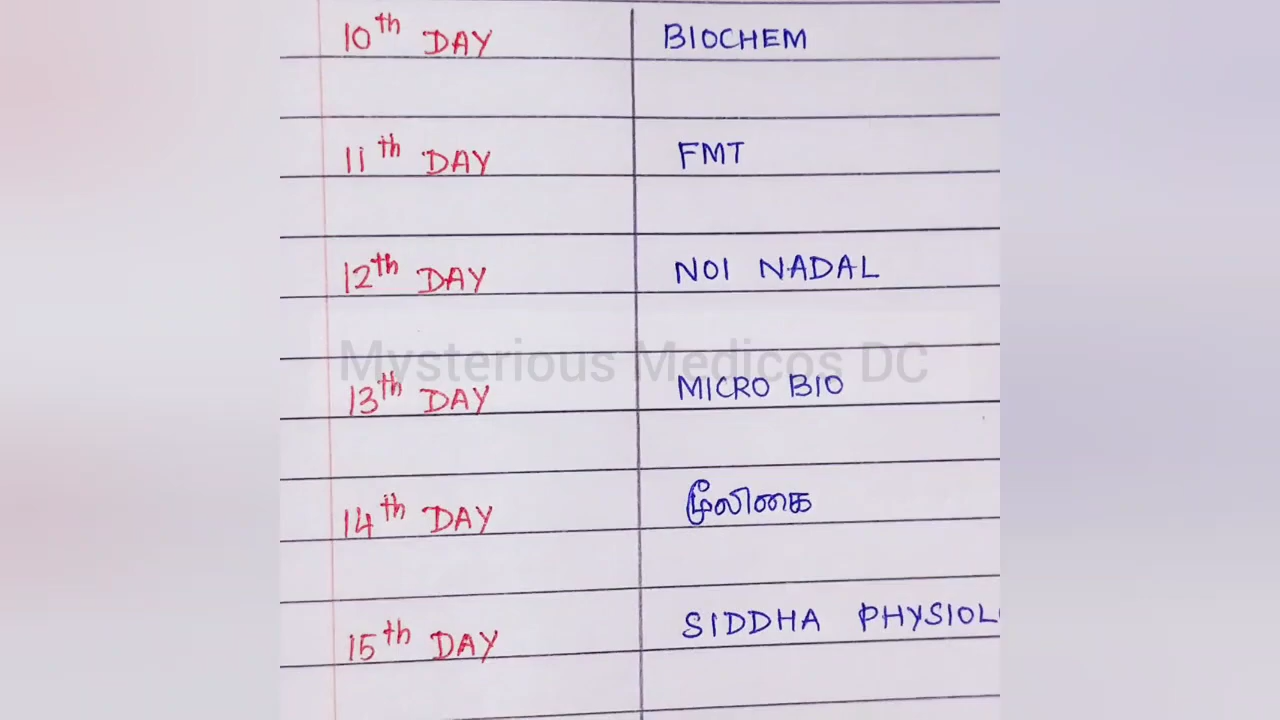 10th DAY BIOCHEM
11th DAY FMT
12th DAY NOI NADAL
Mysterious Medicos DC
13th DAY MICRO BIO
14th DAY மூலிகை
15th DAY SIDDHA PHYSIOL